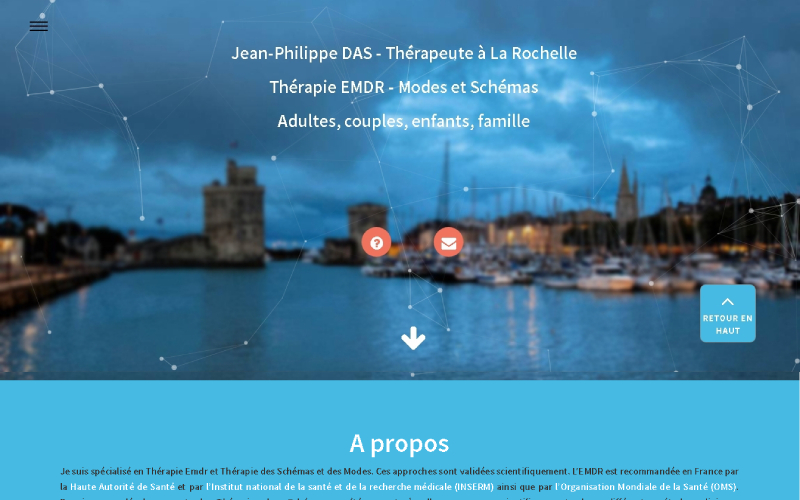 Jean-Philippe DAS - Thérapeute à La Rochelle
Thérapie EMDR - Modes et Schémas
Adultes, couples, enfants, famille
RETOUR EN
HAUT
A propos
Je suis spécialisé en Thérapie Emdr et Thérapie des Schémas et des Modes. Ces approches sont validées scientifiquement. L'EMDR est recommandée en France par
la Haute Autorité de Santé et par l'Institut national de la santé et de la recherche médicale (INSERM) ainsi que par l'Organisation Mondiale de la Santé (OMS).